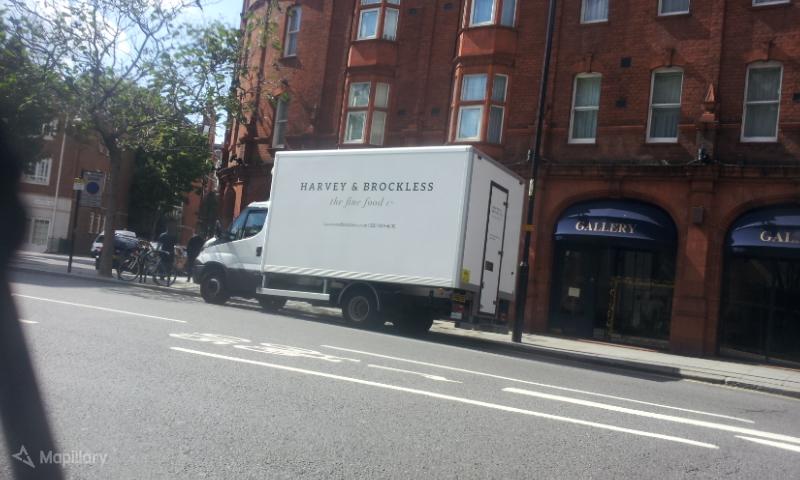 HARVEY & BROCKLESS
the fine food co
GALLERY
GAL
Mapillary